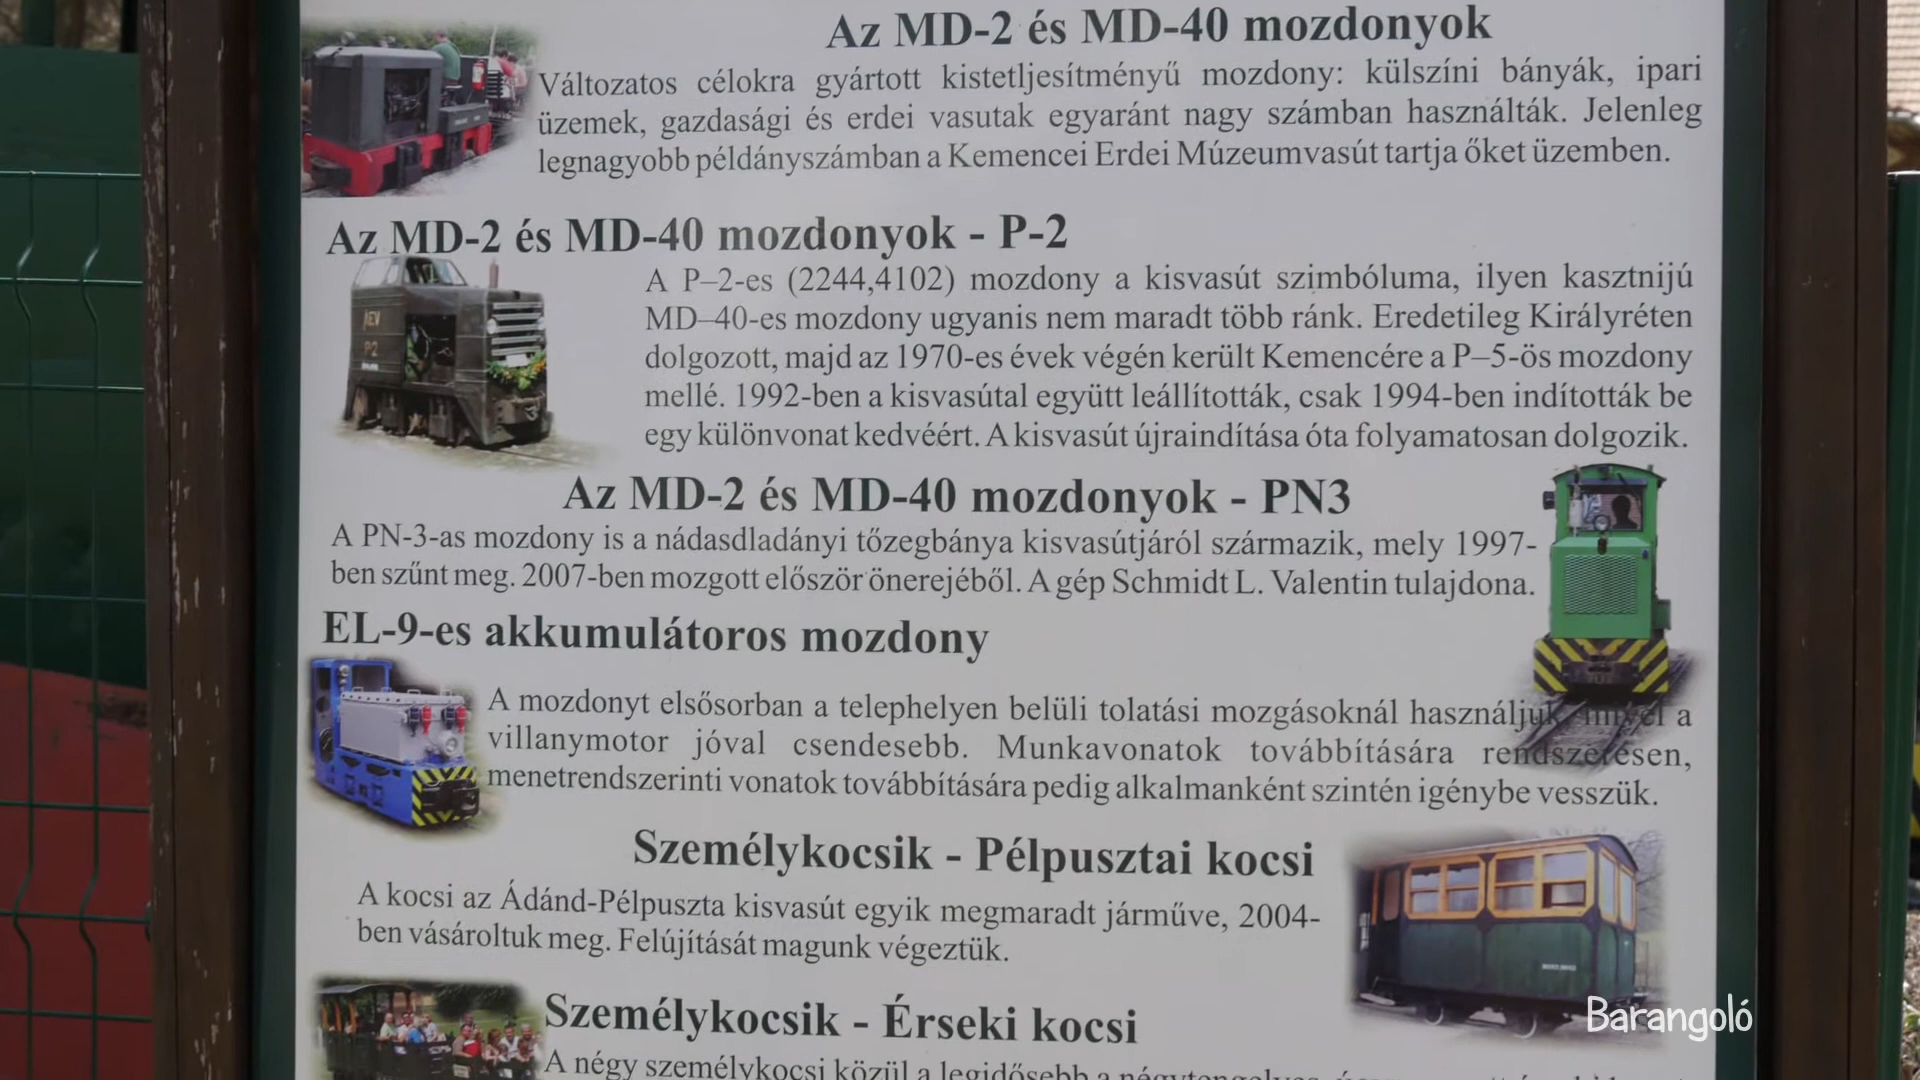 Az MD-2 és MD-40 mozdonyok
Változatos célokra gyártott kistetljesítményű mozdony: külszíni bányák, ipari
üzemek, gazdasági és erdei vasutak egyaránt nagy számban használták. Jelenleg
legnagyobb példányszámban a Kemencei Erdei Múzeumvasút tartja őket üzemben.
Az MD-2 és MD-40 mozdonyok - P-2
A P–2-es (2244,4102) mozdony a kisvasút szimbóluma, ilyen kasztnijú
MD–40-es mozdony ugyanis nem maradt több ránk. Eredetileg Királyréten
dolgozott, majd az 1970-es évek végén került Kemencére a P–5-ös mozdony
mellé. 1992-ben a kisvasútal együtt leállították, csak 1994-ben indították be
egy különvonat kedvéért. A kisvasút újraindítása óta folyamatosan dolgozik.
AEV
P-2
Az MD-2 és MD-40 mozdonyok - PN3
A PN-3-as mozdony is a nádasdladányi tőzegbánya kisvasútjáról származik, mely 1997-
ben szűnt meg. 2007-ben mozgott először önerejéből. A gép Schmidt L. Valentin tulajdona.
EL-9-es akkumulátoros mozdony
A mozdonyt elsősorban a telephelyen belüli tolatási mozgásoknál használjuk, mivel a
villanymotor jóval csendesebb. Munkavonatok továbbítására rendszeresen,
menetrendszerinti vonatok továbbítására pedig alkalmanként szintén igénybe vesszük.
Személykocsik - Pélpusztai kocsi
A kocsi az Ádánd-Pélpuszta kisvasút egyik megmaradt járműve, 2004-
ben vásároltuk meg. Felújítását magunk végeztük.
Személykocsik - Érseki kocsi
A négy személykocsi közül a legidősebb a négytengelyes
Barangoló